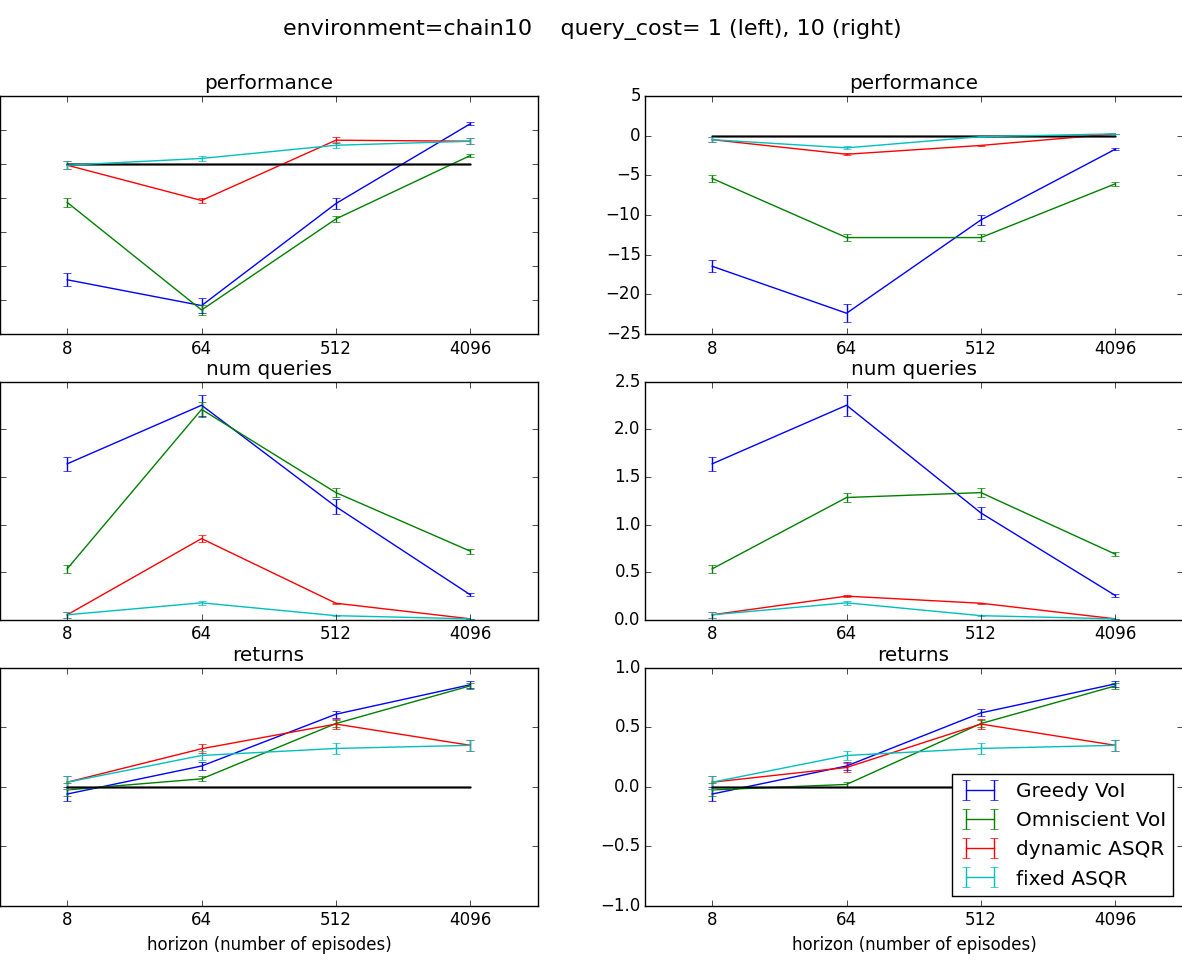 environment=chain10    query_cost= 1 (left), 10 (right)
performance
8 64 512 4096
performance
5
0
−5
−10
−15
−20
−25
8 64 512 4096
num queries
8 64 512 4096
num queries
2.5
2.0
1.5
1.0
0.5
0.0
8 64 512 4096
returns
8 64 512 4096
horizon (number of episodes)
returns
1.0
0.5
0.0
−0.5
−1.0
Greedy VoI
Omniscient VoI
dynamic ASQR
fixed ASQR
8 64 512 4096
horizon (number of episodes)